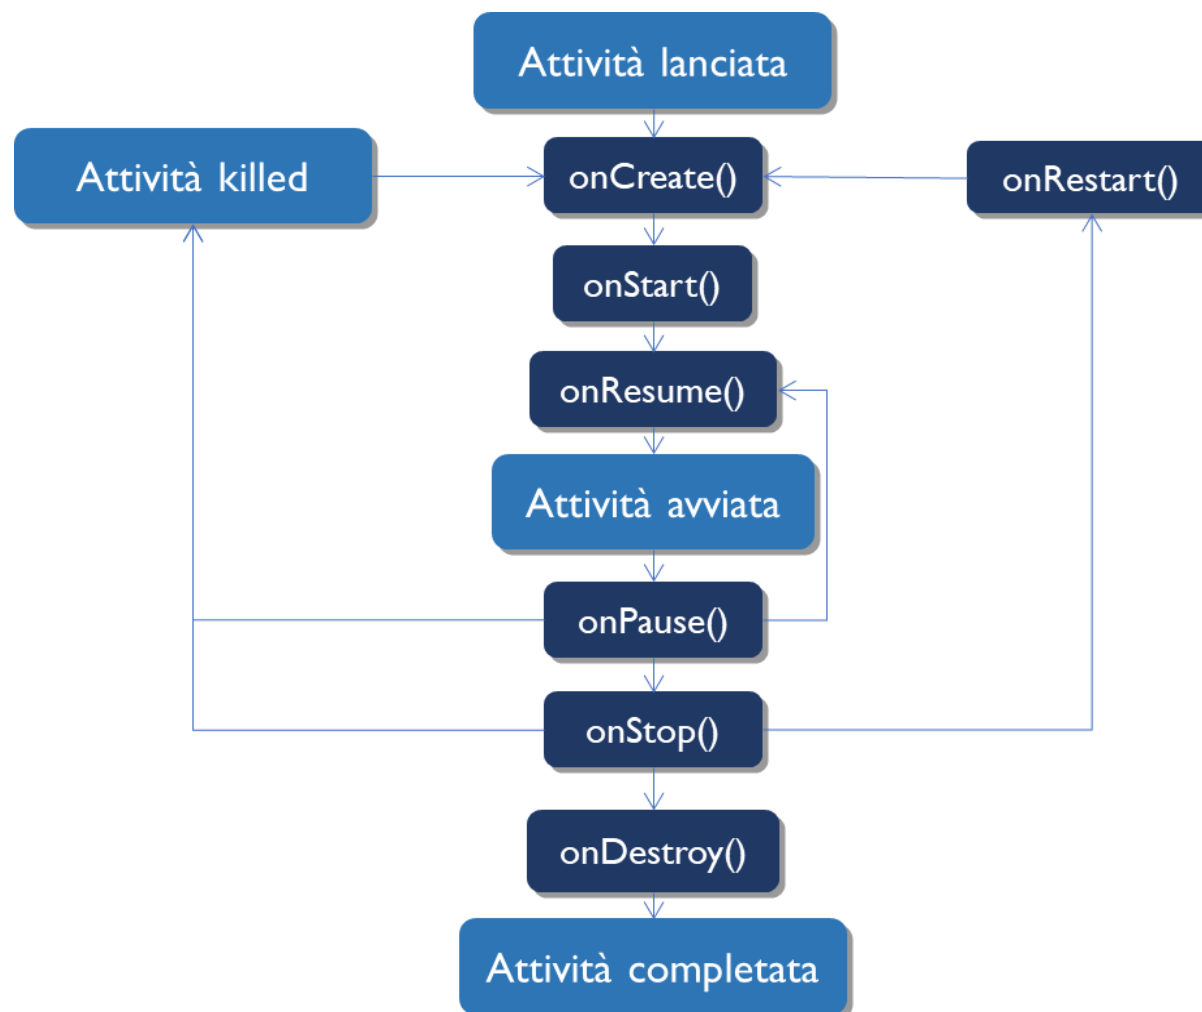 Attività lanciata
Attività killed
onCreate()
onRestart()
onStart()
onResume()
Attività avviata
onPause()
onStop()
onDestroy()
Attività completata